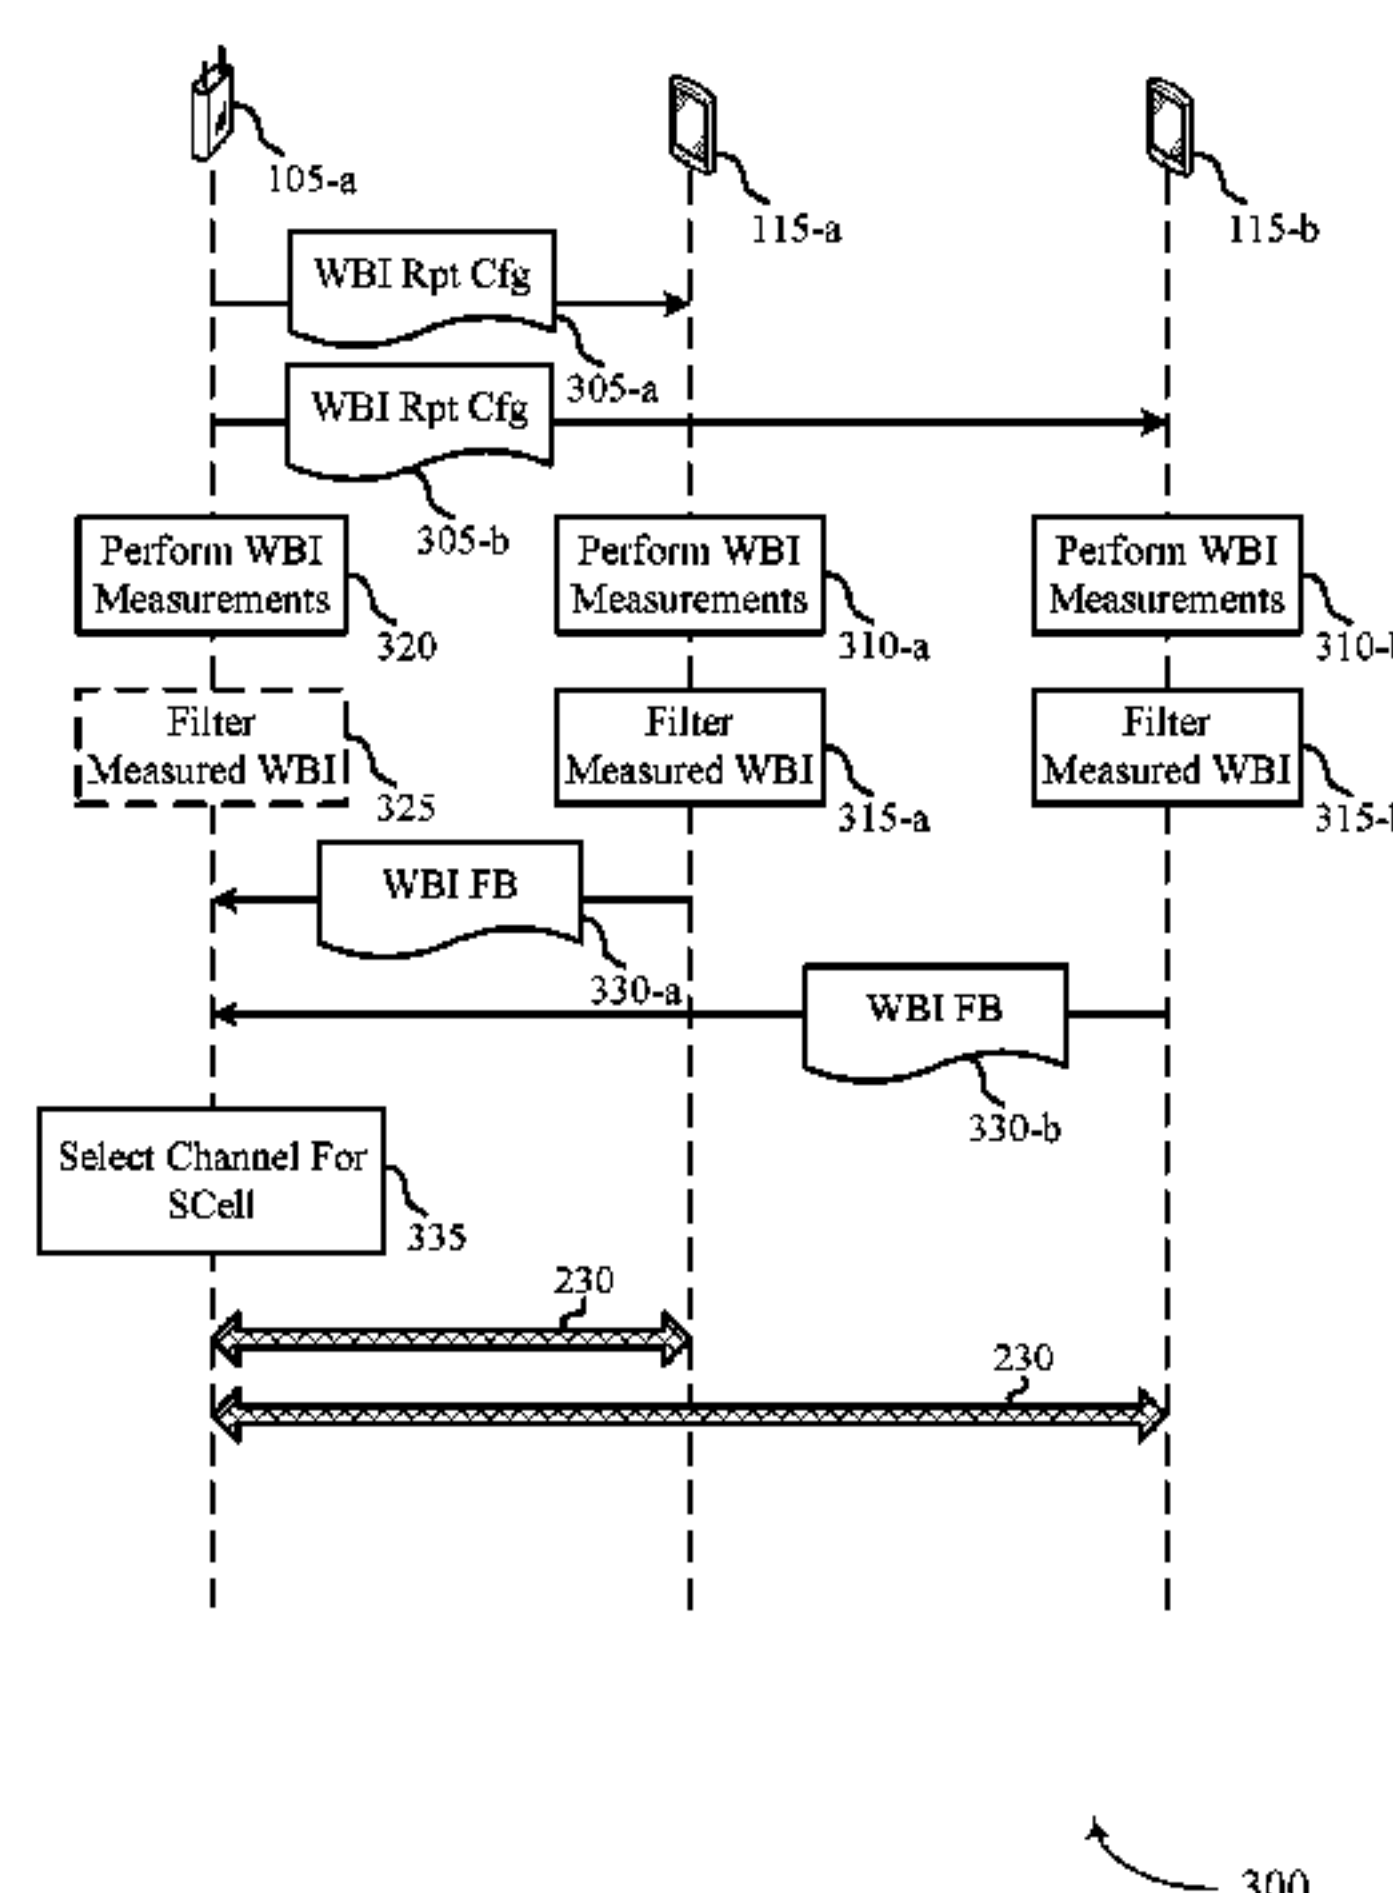 105-a
115-a
115-b
WBI Rpt Cfg
305-a
WBI Rpt Cfg
305-b
Perform WBI
Measurements
320
Perform WBI
Measurements
310-a
Perform WBI
Measurements
310-
Filter
Measured WBI
325
Filter
Measured WBI
315-a
Filter
Measured WBI
315-
WBI FB
330-a
WBI FB
330-b
Select Channel For
SCell
335
230
230
300